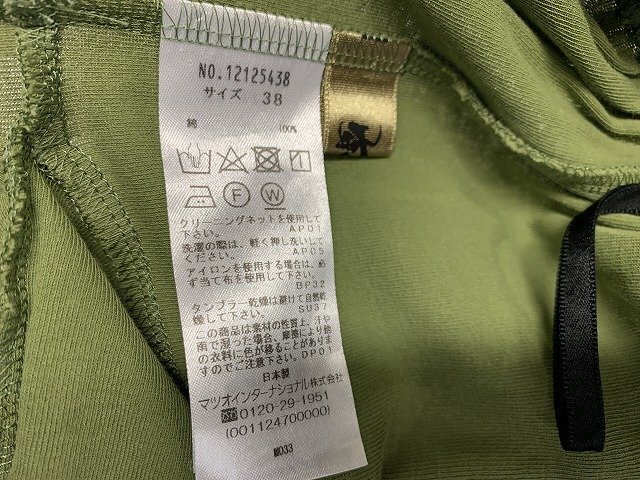 NO.12125438
サイズ 38
綿 100%
F W
クリーニングネットを使用して
下さい。 AP01
洗濯の際は、軽く押し洗いして
ください。 AP05
アイロンを使用する場合は、必
ず当て布を使用して下さい。
BP32
タンブラー乾燥は避けて自然乾
燥して下さい。 SU37
この商品は素材の性質上、汗や
雨で湿った場合、摩擦により他
の衣料に色が移ることがありま
すのでご注意下さい。 DP01
日本製
マツオインターナショナル株式会社
0120-29-1951
(001124700000)
M033